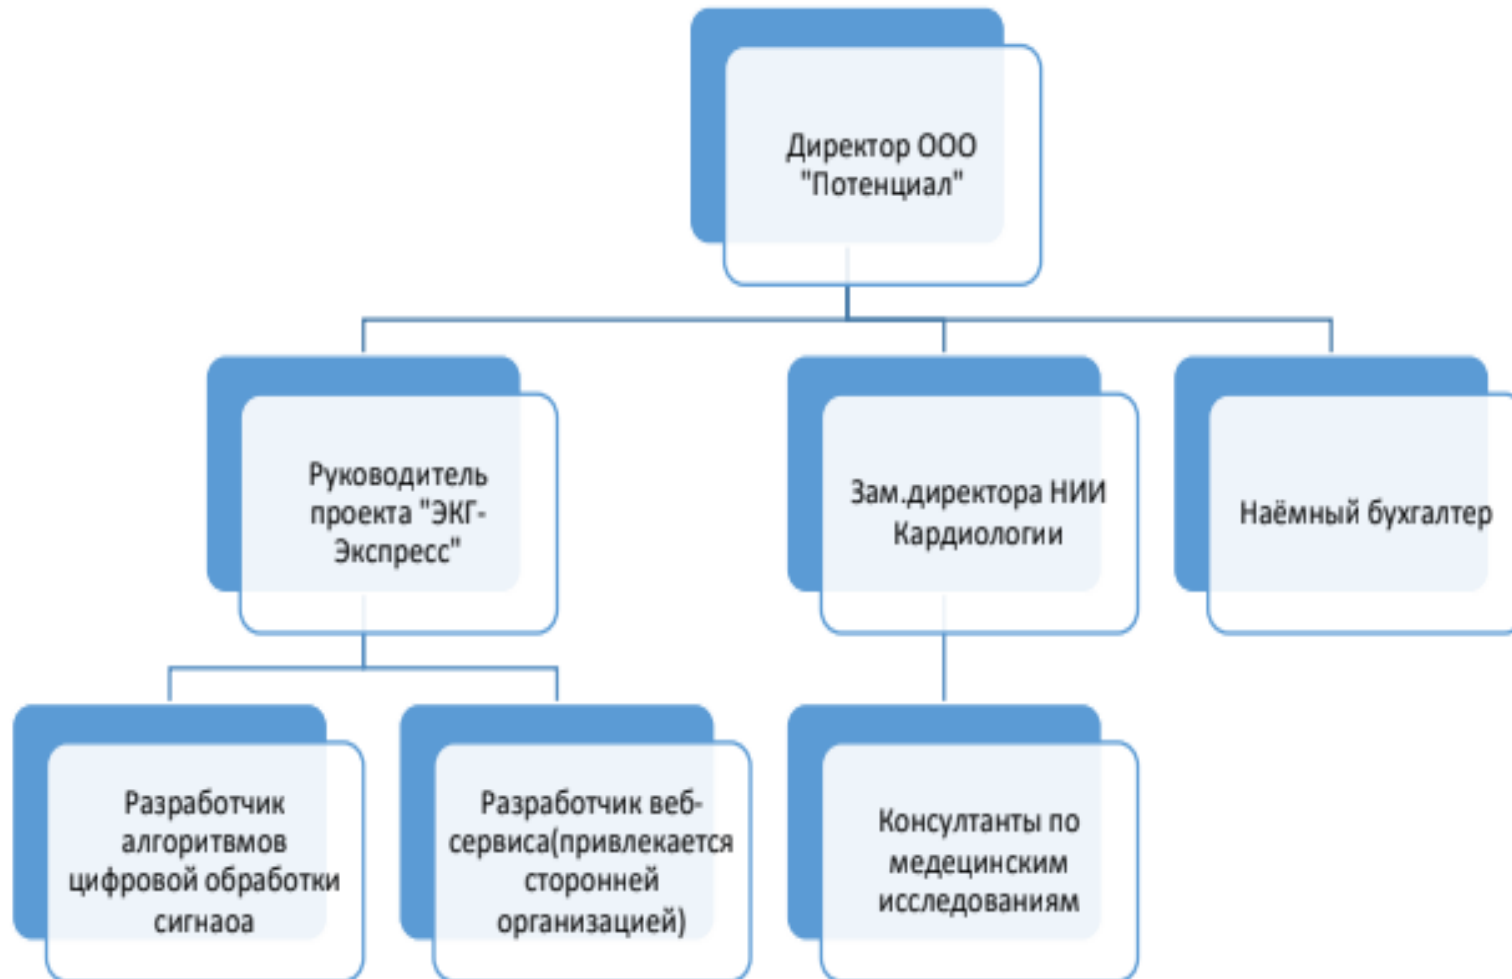 Директор ООО
"Потенциал"
Руководитель
проекта "ЭКГ-
Экспресс"
Зам.директора НИИ
Кардиологии
Наёмный бухгалтер
Разработчик
алгоритвмов
цифровой обработки
сигнаоа
Разработчик веб-
сервиса(привлекается
сторонней
организацией)
Консултанты по
медецинским
исследованиям